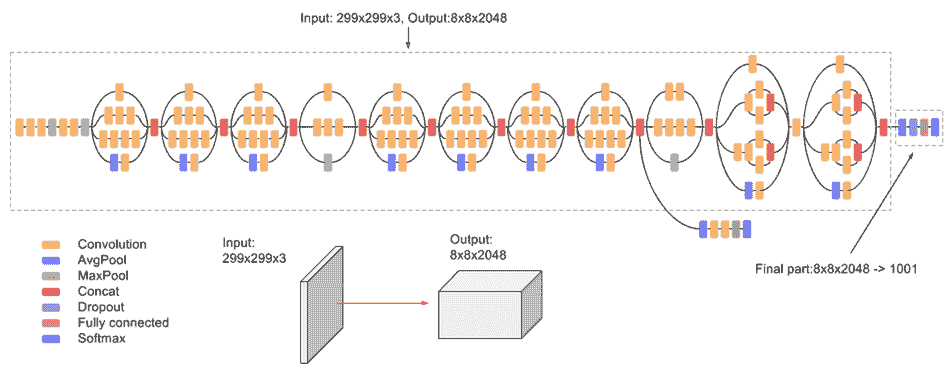 Input: 299x299x3, Output:8x8x2048
Convolution
AvgPool
MaxPool
Concat
Dropout
Fully connected
Softmax
Input:
299x299x3
Output:
8x8x2048
Final part:8x8x2048 -> 1001